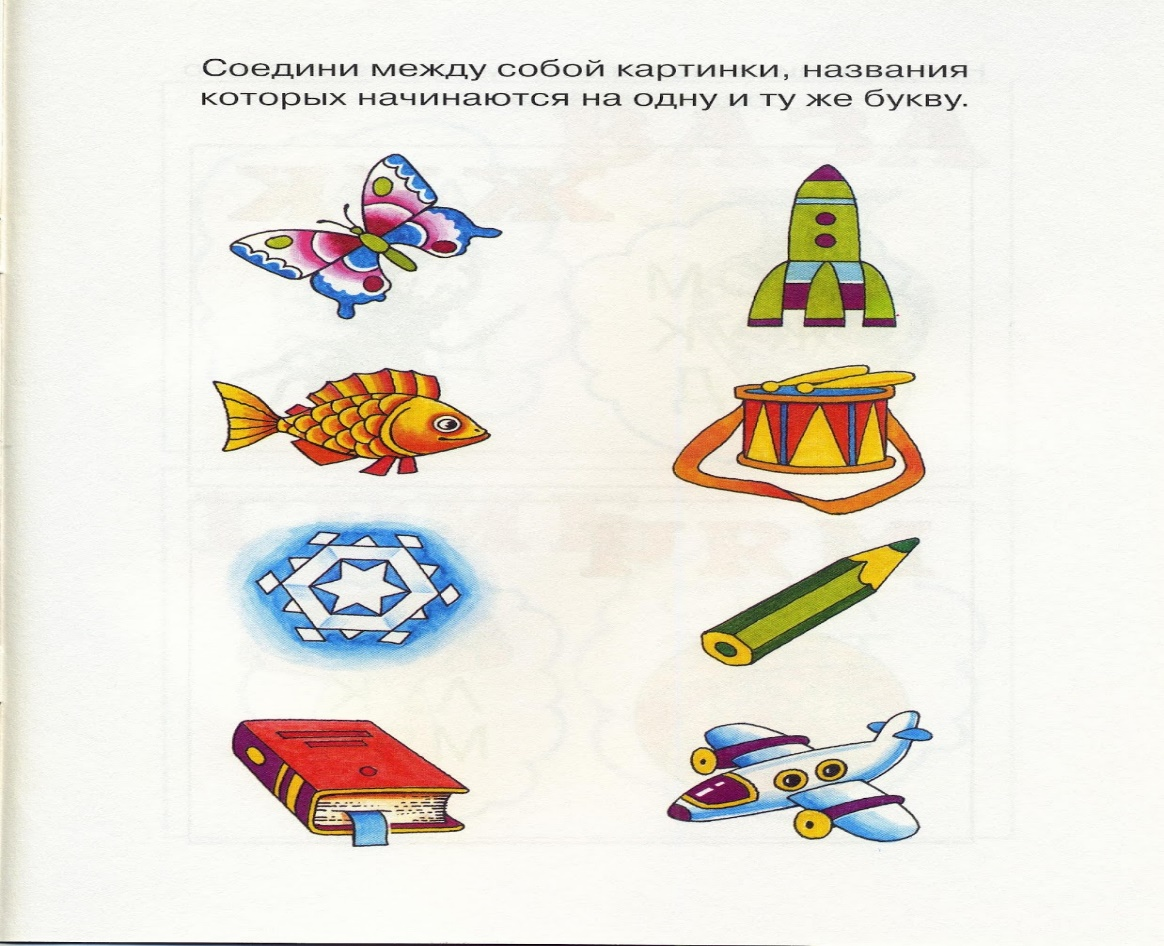 Соедини между собой картинки, названия
которых начинаются на одну и ту же букву.